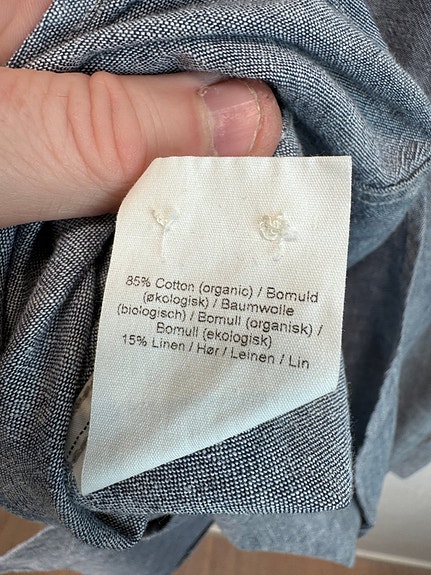 85% Cotton (organic) / Bomuld
(økologisk) / Baumwolle
(biologisch) / Bomull (organisk) /
Bomull (ekologisk)
15% Linen / Hør / Leinen / Lin